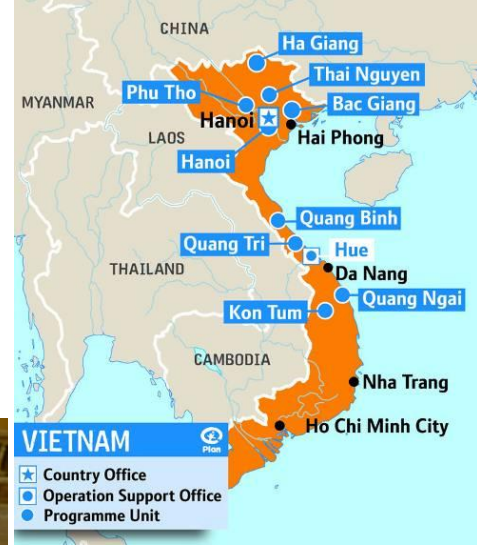 CHINA
Ha Giang
Thai Nguyen
Phu Tho
Bac Giang
MYANMAR
Hanoi
LAOS
Hai Phong
Hanoi
Quang Binh
Quang Tri
Hue
THAILAND
Da Nang
Quang Ngai
Kon Tum
CAMBODIA
Nha Trang
Ho Chi Minh City
VIETNAM
Plan
Country Office
Operation Support Office
Programme Unit